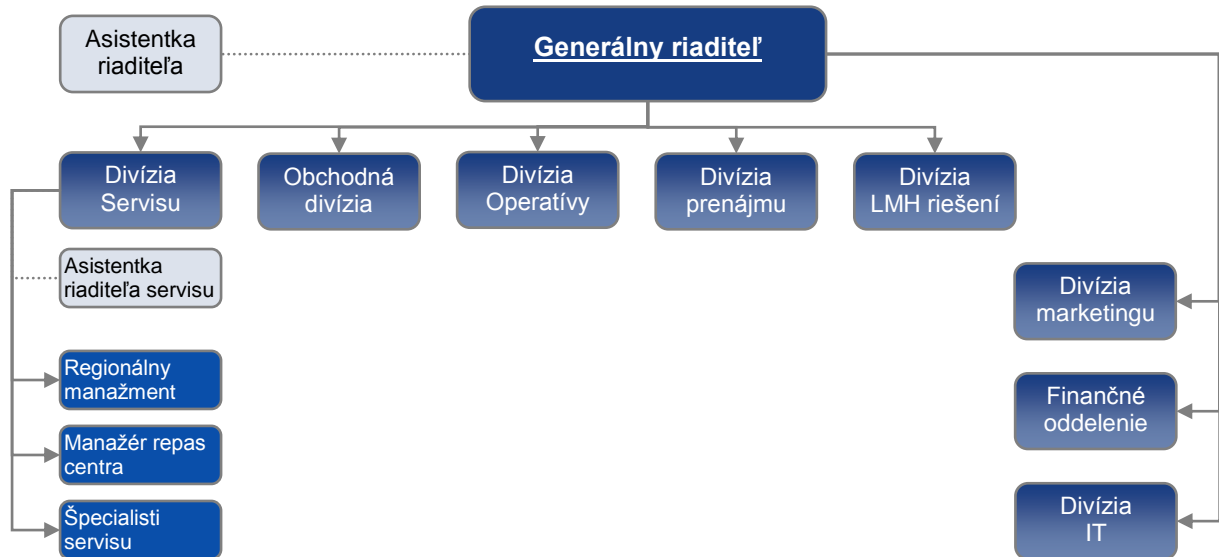 Asistentka
riaditeľa
Generálny riaditeľ
Divízia
Servisu
Obchodná
divízia
Divízia
Operatívy
Divízia
prenájmu
Divízia
LMH riešení
Asistentka
riaditeľa servisu
Regionálny
manažment
Manažér repas
centra
Špecialisti
servisu
Divízia
marketingu
Finančné
oddelenie
Divízia
IT